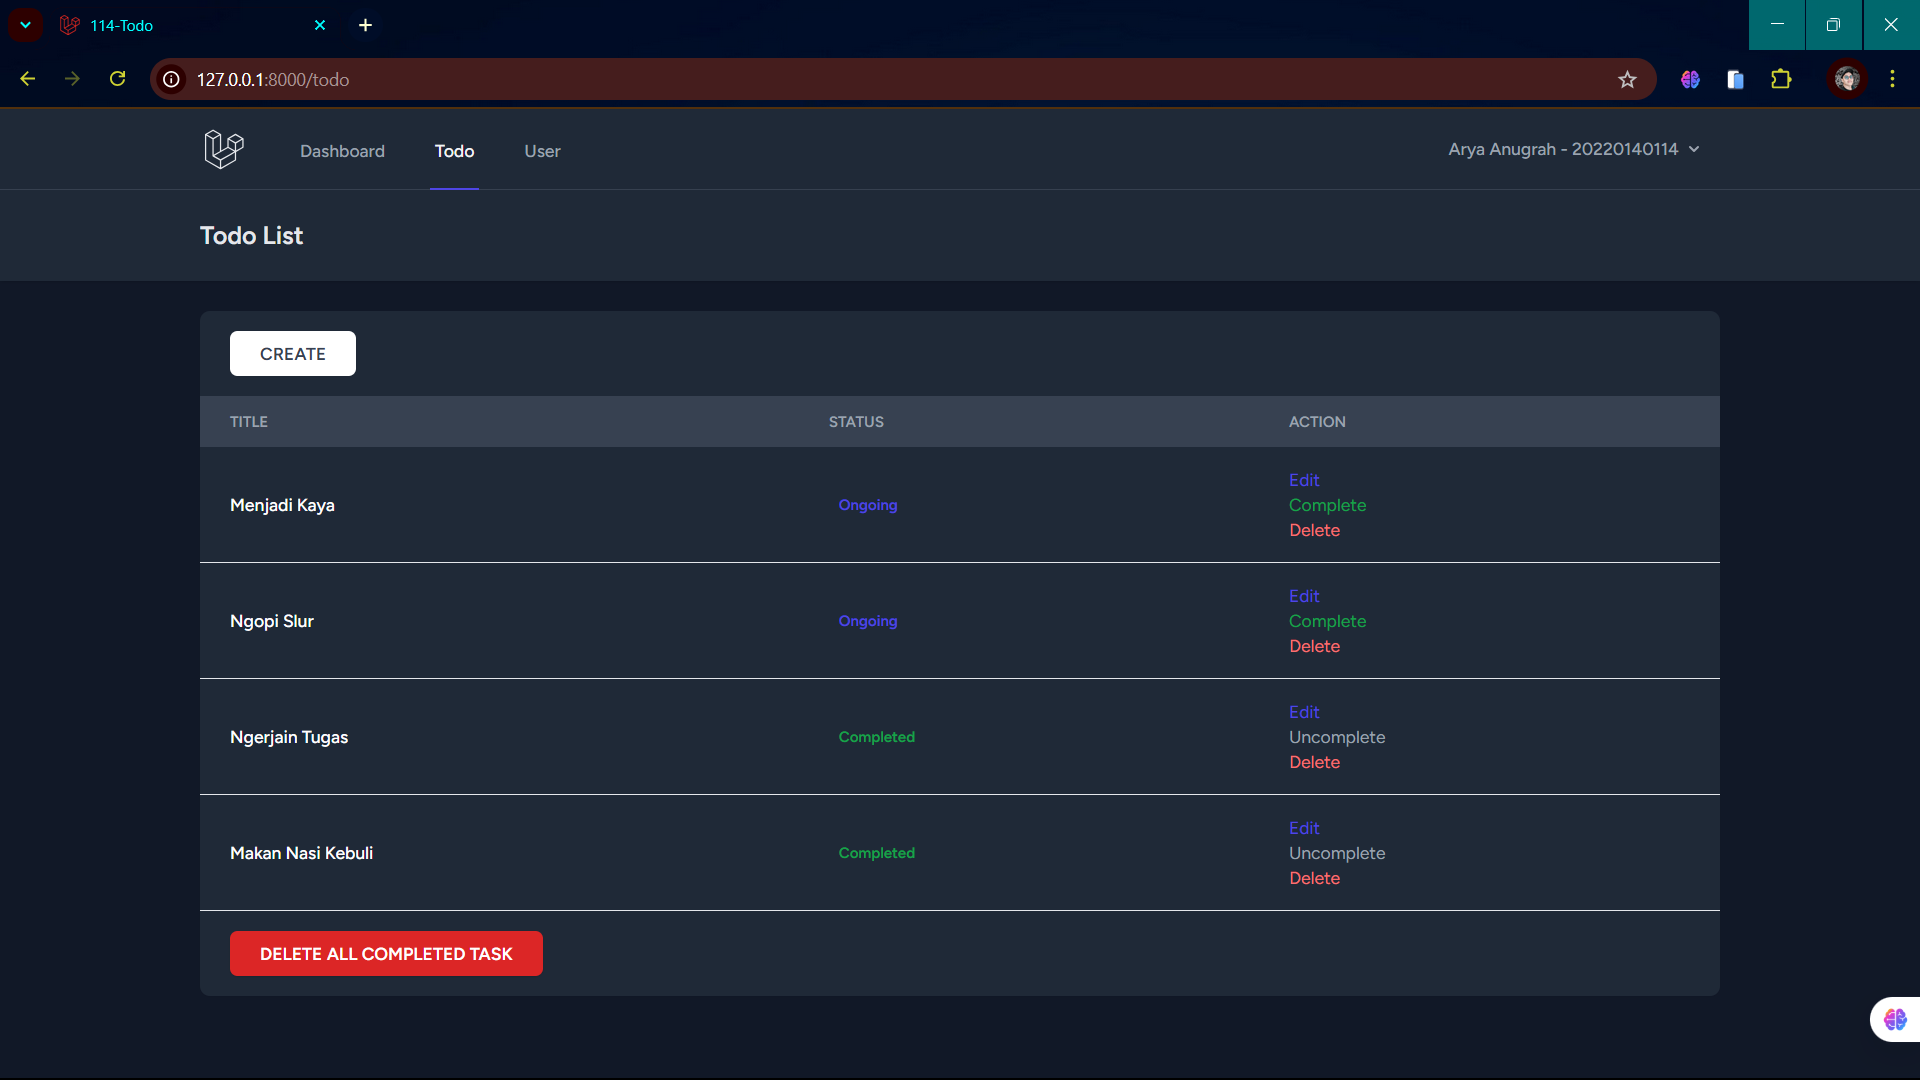 114-Todo
127.0.0.1:8000/todo
Dashboard Todo User Arya Anugrah - 20220140114
Todo List
CREATE
TITLE STATUS ACTION
Edit
Menjadi Kaya Ongoing Complete
Delete
Edit
Ngopi Slur Ongoing Complete
Delete
Edit
Ngerjain Tugas Completed Uncomplete
Delete
Edit
Makan Nasi Kebuli Completed Uncomplete
Delete
DELETE ALL COMPLETED TASK